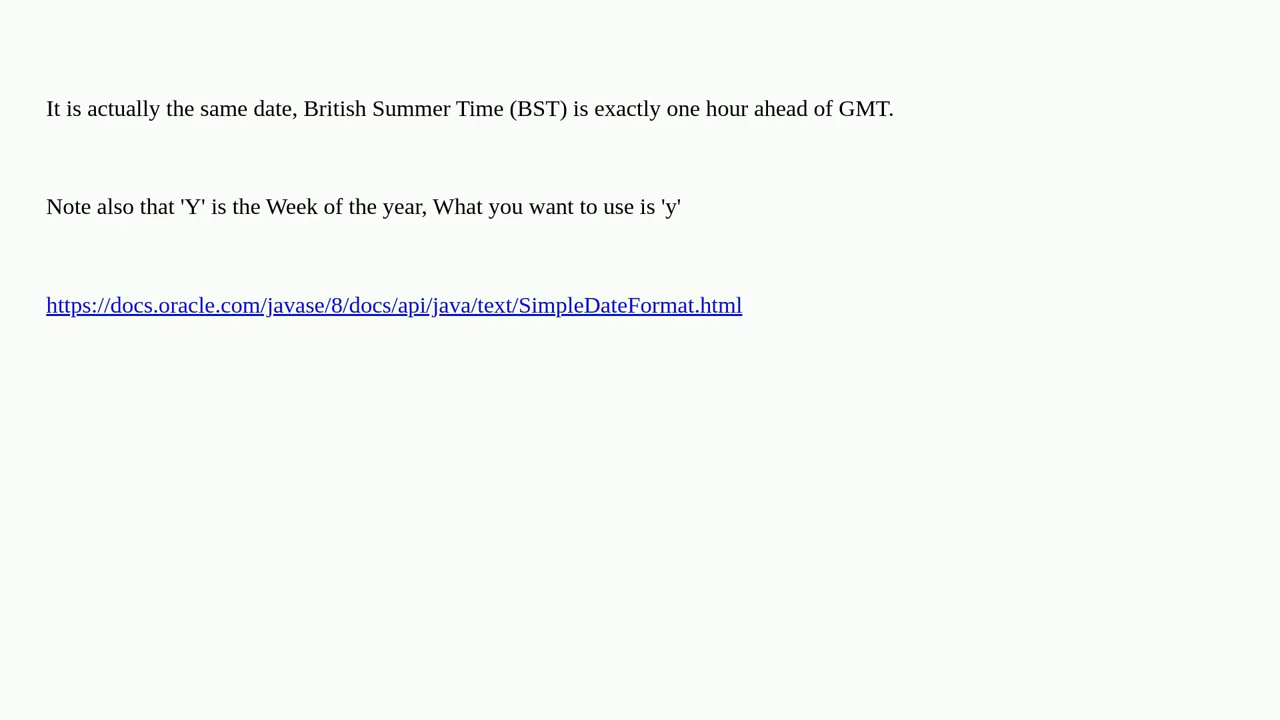 It is actually the same date, British Summer Time (BST) is exactly one hour ahead of GMT.
Note also that 'Y' is the Week of the year, What you want to use is 'y'
https://docs.oracle.com/javase/8/docs/api/java/text/SimpleDateFormat.html